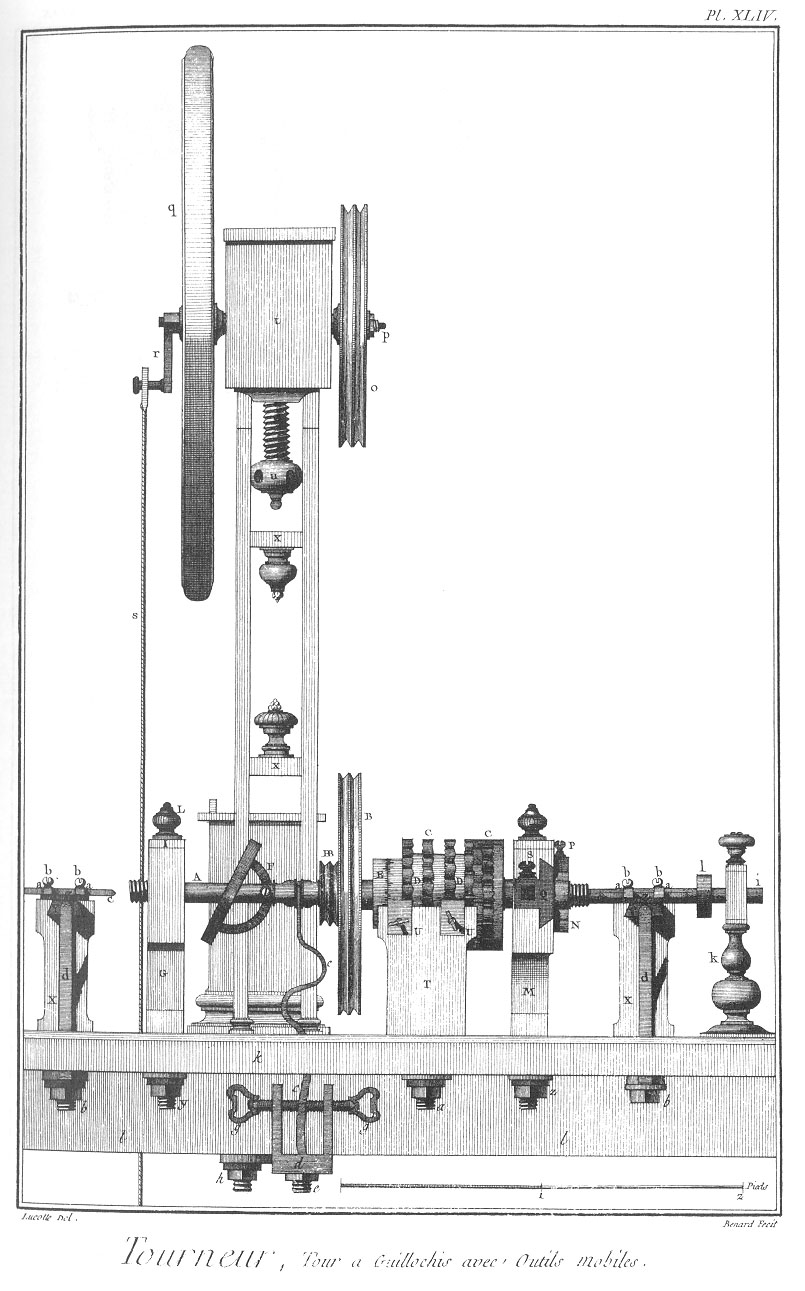 Pl. XLIV.
q
t
p
r
o
u
x
s
x
L
B
I
A
F
BB
C
C
S
P
b
b
a
a
c
E
D
D
Q
N
b
b
a
a
l
i
d
X
G
c
U
U
T
M
d
X
k
k
b
y
c
g
g
a
z
b
l
l
h
d
e
Pieds
1
2
Lucotte Del.
Benard Fecit
Tourneur, Tour a Guillochis avec Outils mobiles.